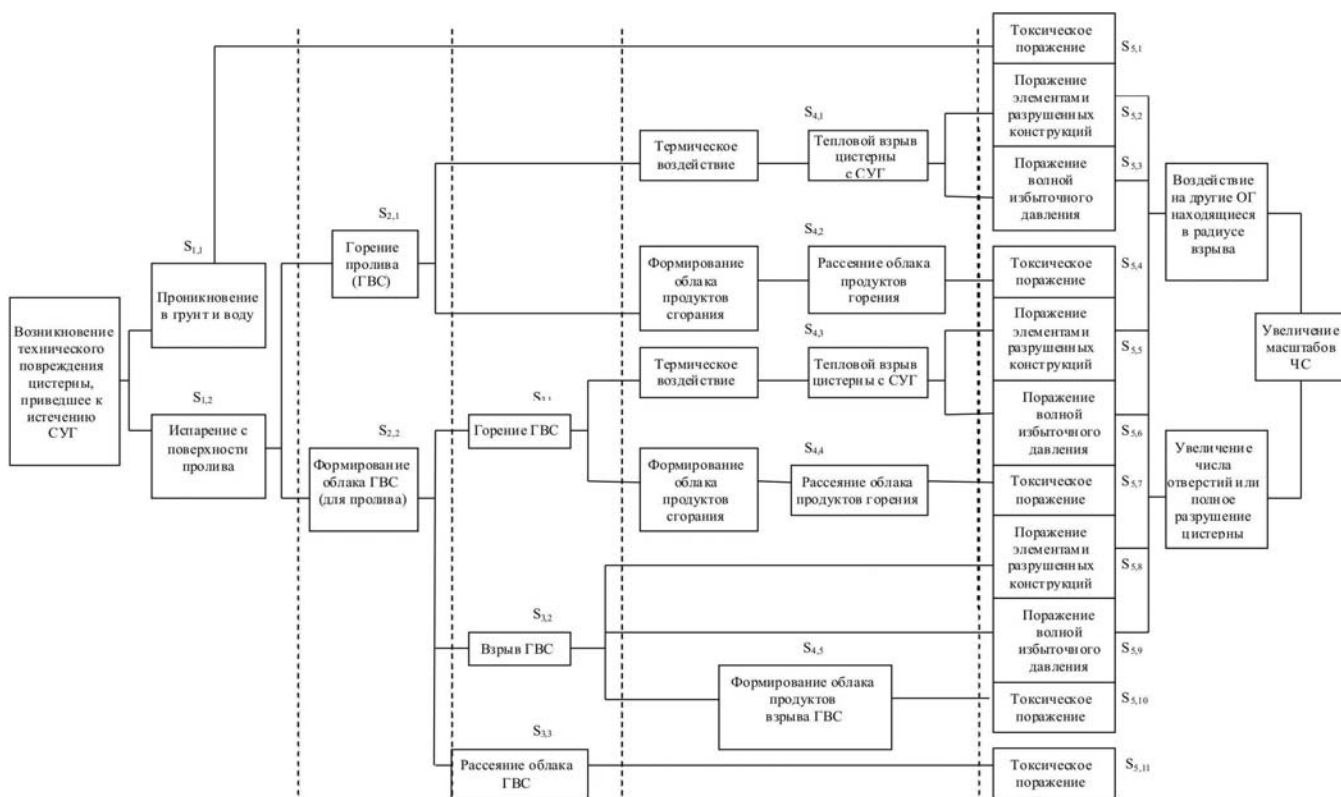 Возникновение
технического
повреждения
цистерны,
приведшее к
истечению
СУГ
S1,1
Проникновение
в грунт и воду
S1,2
Испарение с
поверхности
пролива
S2,1
Горение
пролива
(ГВС)
S2,2
Формирование
облака ГВС
(для пролива)
Горение ГВС
S3,2
Взрыв ГВС
S3,3
Рассеяние облака
ГВС
Термическое
воздействие
S4,1
Тепловой взрыв
цистерны
с СУГ
Формирование
облака
продуктов
сгорания
S4,2
Рассеяние облака
продуктов
горения
Термическое
воздействие
S4,3
Тепловой взрыв
цистерны с СУГ
Формирование
облака
продуктов
сгорания
S4,4
Рассеяние облака
продуктов горения
S4,5
Формирование облака
продуктов
взрыва ГВС
Токсическое
поражение
S5,1
Поражение
элементами
разрушенных
конструкций
S5,2
Поражение
волной
избыточного
давления
S5,3
Токсическое
поражение
S5,4
Поражение
элементами
разрушенных
конструкций
S5,5
Поражение
волной
избыточного
давления
S5,6
Токсическое
поражение
S5,7
Поражение
элементами
разрушенных
конструкций
S5,8
Поражение
волной
избыточного
давления
S5,9
Токсическое
поражение
S5,10
Токсическое
поражение
S5,11
Воздействие
на другие ОГ
находящиеся
в радиусе
взрыва
Увеличение
числа
отверстий или
полное
разрушение
цистерны
Увеличение
масштабов
ЧС